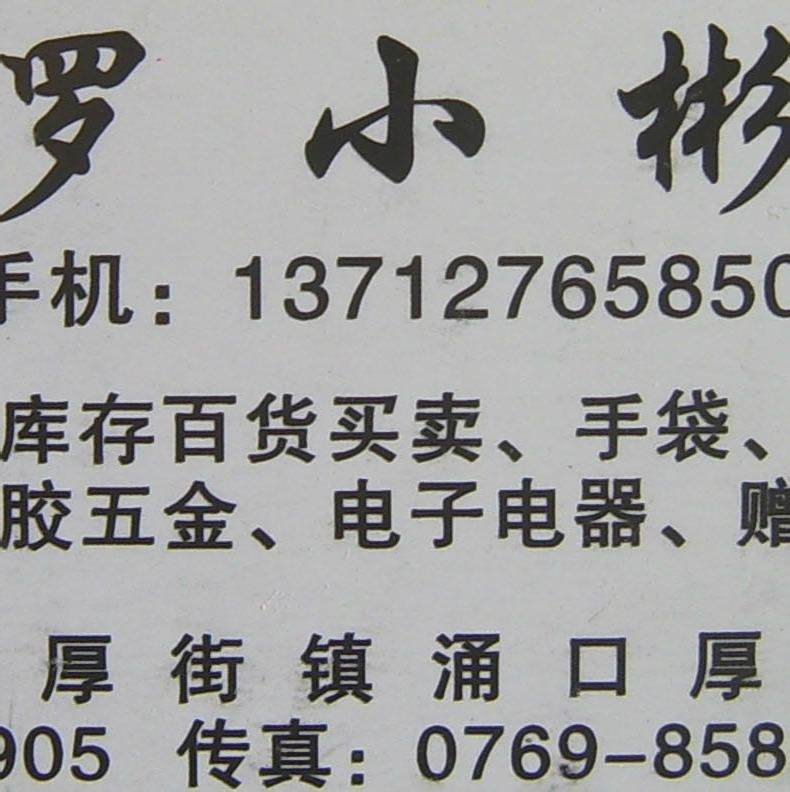 罗小彬
手机：13712765850
库存百货买卖、手袋、
胶五金、电子电器、赠
厚街镇涌口厚
905 传真：0769-858